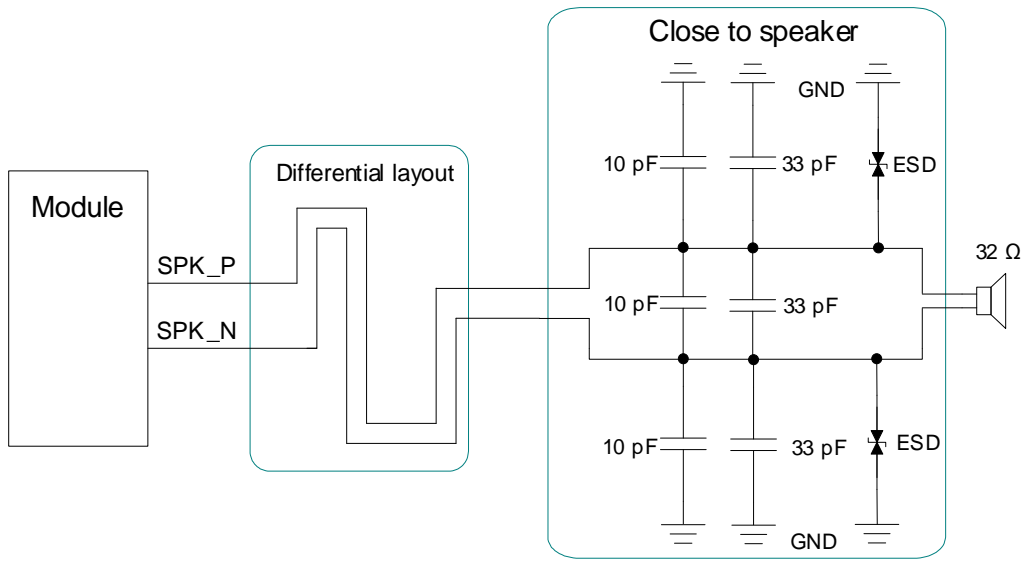 Close to speaker
GND
10 pF
33 pF
ESD
Differential layout
Module
SPK_P
32 Ω
10 pF
33 pF
SPK_N
10 pF
33 pF
ESD
GND